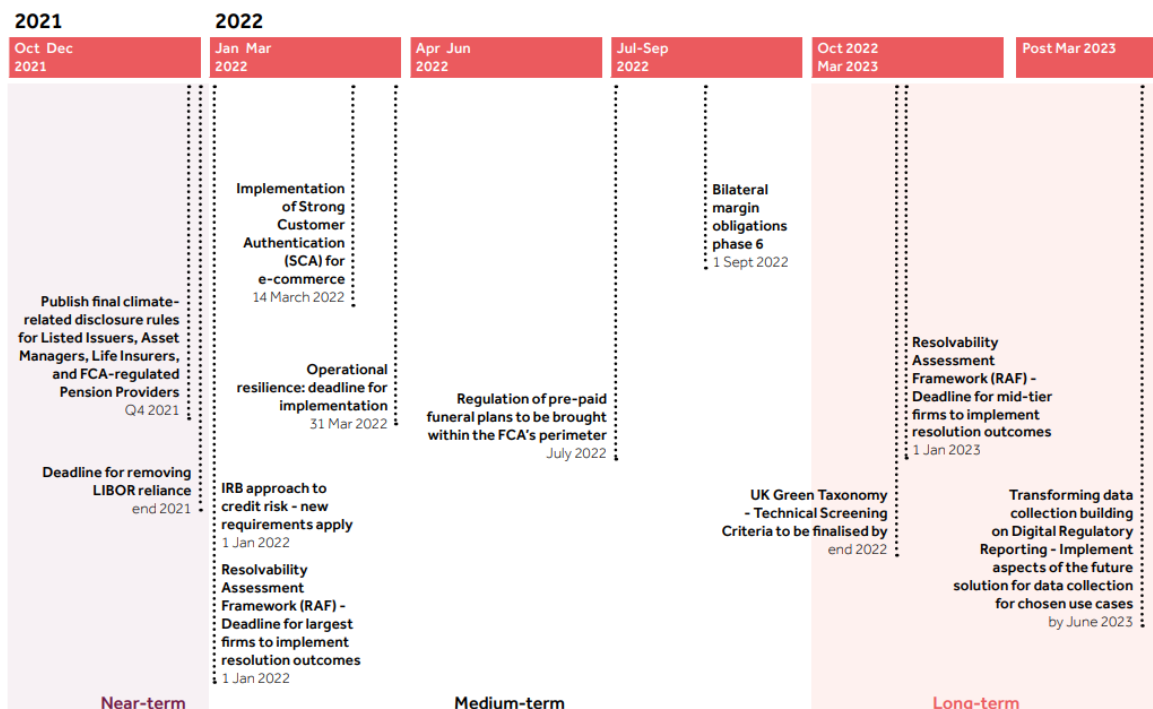 2021
2022
Oct Dec
2021
Jan Mar
2022
Apr Jun
2022
Jul-Sep
2022
Oct 2022
Mar 2023
Post Mar 2023
Publish final climate-
related disclosure rules
for Listed Issuers, Asset
Managers, Life Insurers,
and FCA-regulated
Pension Providers
Q4 2021
Deadline for removing
LIBOR reliance
end 2021
Implementation
of Strong
Customer
Authentication
(SCA) for
e-commerce
14 March 2022
Operational
resilience: deadline for
implementation
31 Mar 2022
IRB approach to
credit risk - new
requirements apply
1 Jan 2022
Resolvability
Assessment
Framework (RAF) -
Deadline for largest
firms to implement
resolution outcomes
1 Jan 2022
Regulation of pre-paid
funeral plans to be brought
within the FCA's perimeter
July 2022
Bilateral
margin
obligations
phase 6
1 Sept 2022
Resolvability
Assessment
Framework (RAF) -
Deadline for mid-tier
firms to implement
resolution outcomes
1 Jan 2023
UK Green Taxonomy
- Technical Screening
Criteria to be finalised by
end 2022
Transforming data
collection building
on Digital Regulatory
Reporting - Implement
aspects of the future
solution for data collection
for chosen use cases
by June 2023
Near-term
Medium-term
Long-term